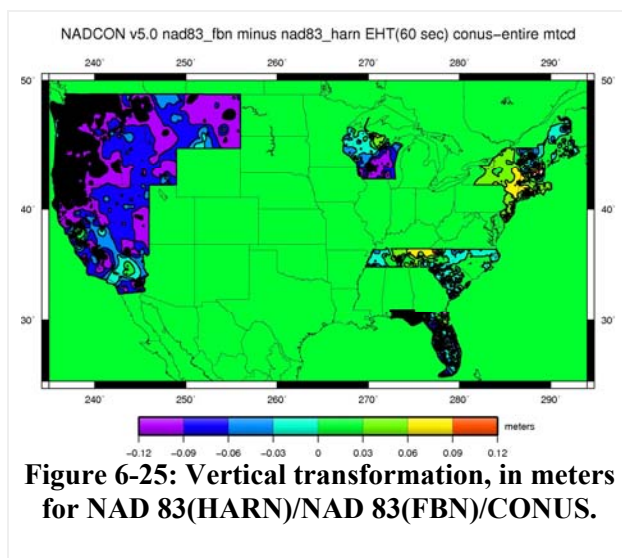 NADCON v5.0 nad83_fbn minus nad83_harn EHT(60 sec) conus-entire mtcd
240˚ 250˚ 260˚ 270˚ 280˚ 290˚
50˚ 50˚
40˚ 40˚
30˚ 30˚
240˚ 250˚ 260˚ 270˚ 280˚ 290˚
meters
−0.12 −0.09 −0.06 −0.03 0 0.03 0.06 0.09 0.12
Figure 6-25: Vertical transformation, in meters
for NAD 83(HARN)/NAD 83(FBN)/CONUS.